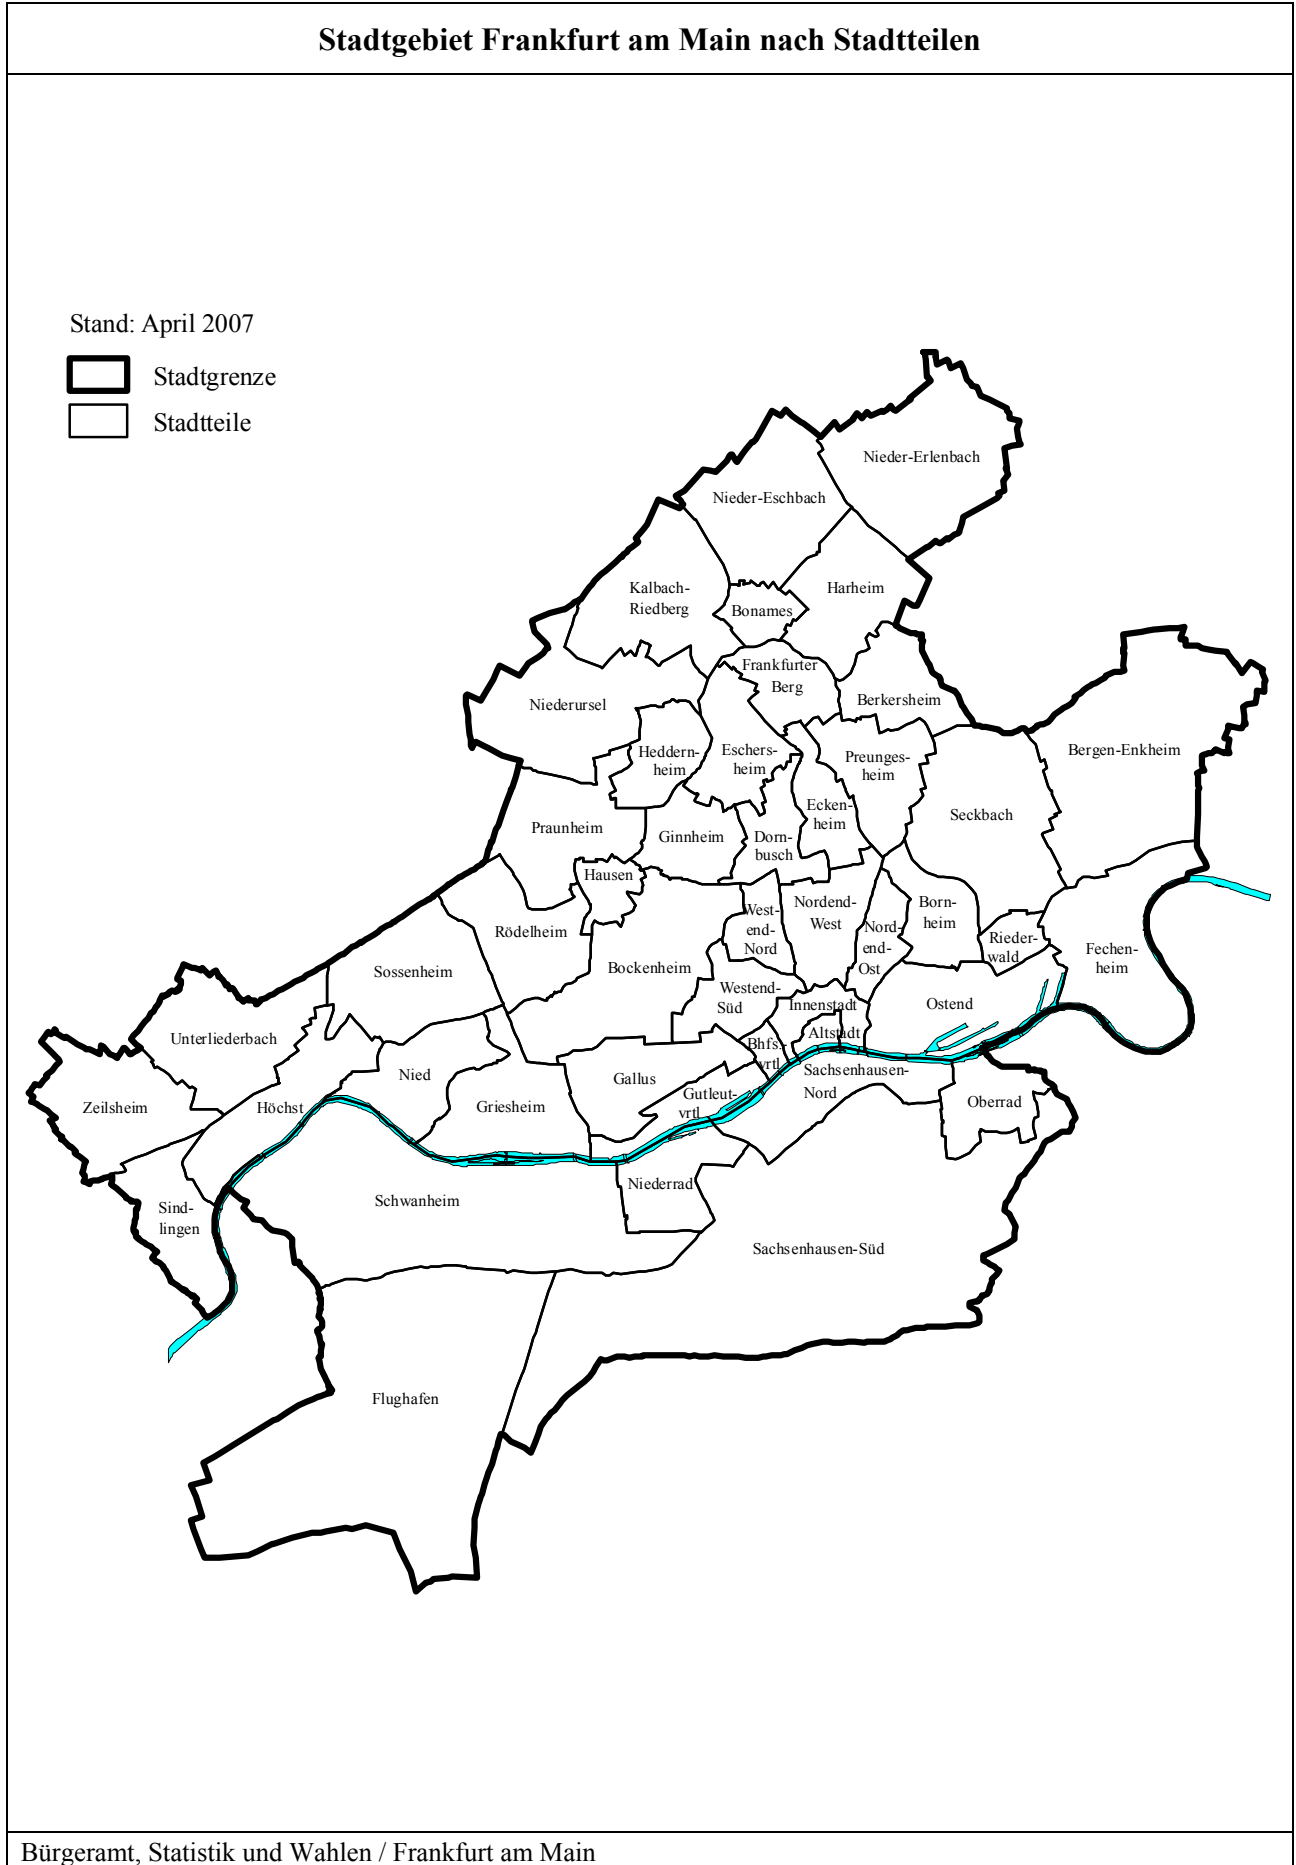 Stadtgebiet Frankfurt am Main nach Stadtteilen
Stand: April 2007
Stadtgrenze
Stadtteile
Nieder-Erlenbach
Nieder-Eschbach
Kalbach-
Riedberg
Harheim
Bonames
Frankfurter
Berg
Berkersheim
Niederursel
Heddern-
heim
Eschers-
heim
Preunges-
heim
Bergen-Enkheim
Ecken-
heim
Seckbach
Praunheim
Ginnheim
Dorn-
busch
Hausen
West-
end-
Nord
Nordend-
West
Nord-
end-
Ost
Born-
heim
Rieder-
wald
Fechen-
heim
Rödelheim
Bockenheim
Sossenheim
Westend-
Süd
Innenstadt
Ostend
Unterliederbach
Altstadt
Bhfs.-
vrtl.
Sachsenhausen-
Nord
Nied
Gallus
Gutleut-
vrtl.
Zeilsheim
Höchst
Griesheim
Oberrad
Niederrad
Schwanheim
Sind-
lingen
Sachsenhausen-Süd
Flughafen
Bürgeramt, Statistik und Wahlen / Frankfurt am Main